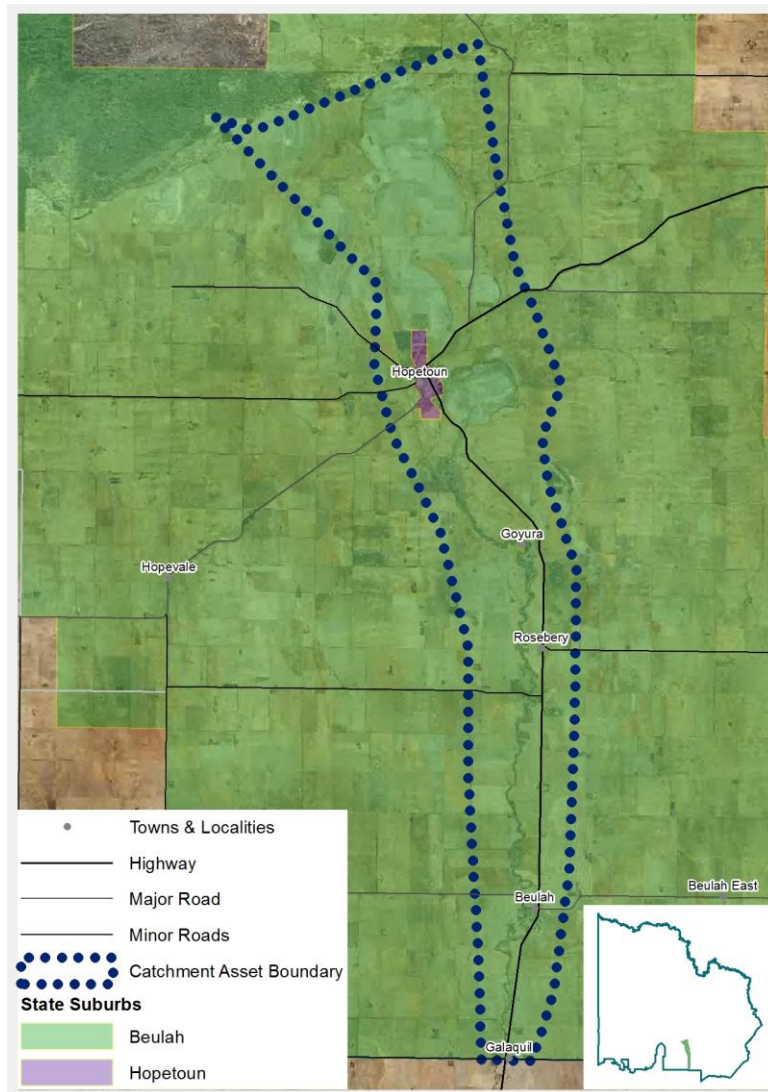 Hopetoun
Goyura
Hopevale
Rosebery
Beulah
Beulah East
Galaquil
Towns & Localities
Highway
Major Road
Minor Roads
Catchment Asset Boundary
State Suburbs
Beulah
Hopetoun